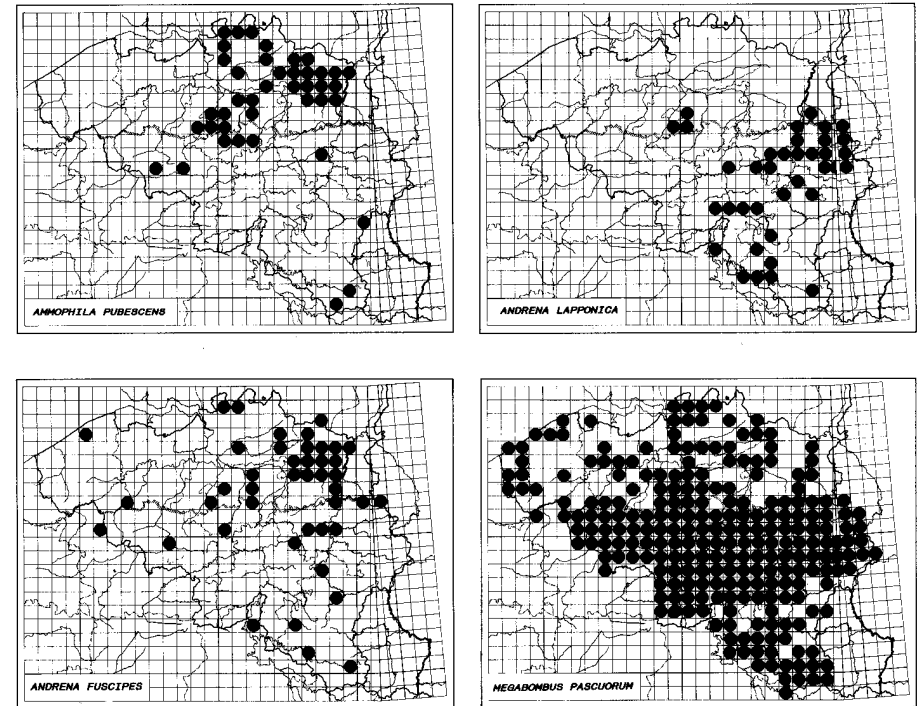 AMMOPHILA PUBESCENS
ANDRENA LAPPONICA
ANDRENA FUSCIPES
MEGABOMBUS PASCUORUM